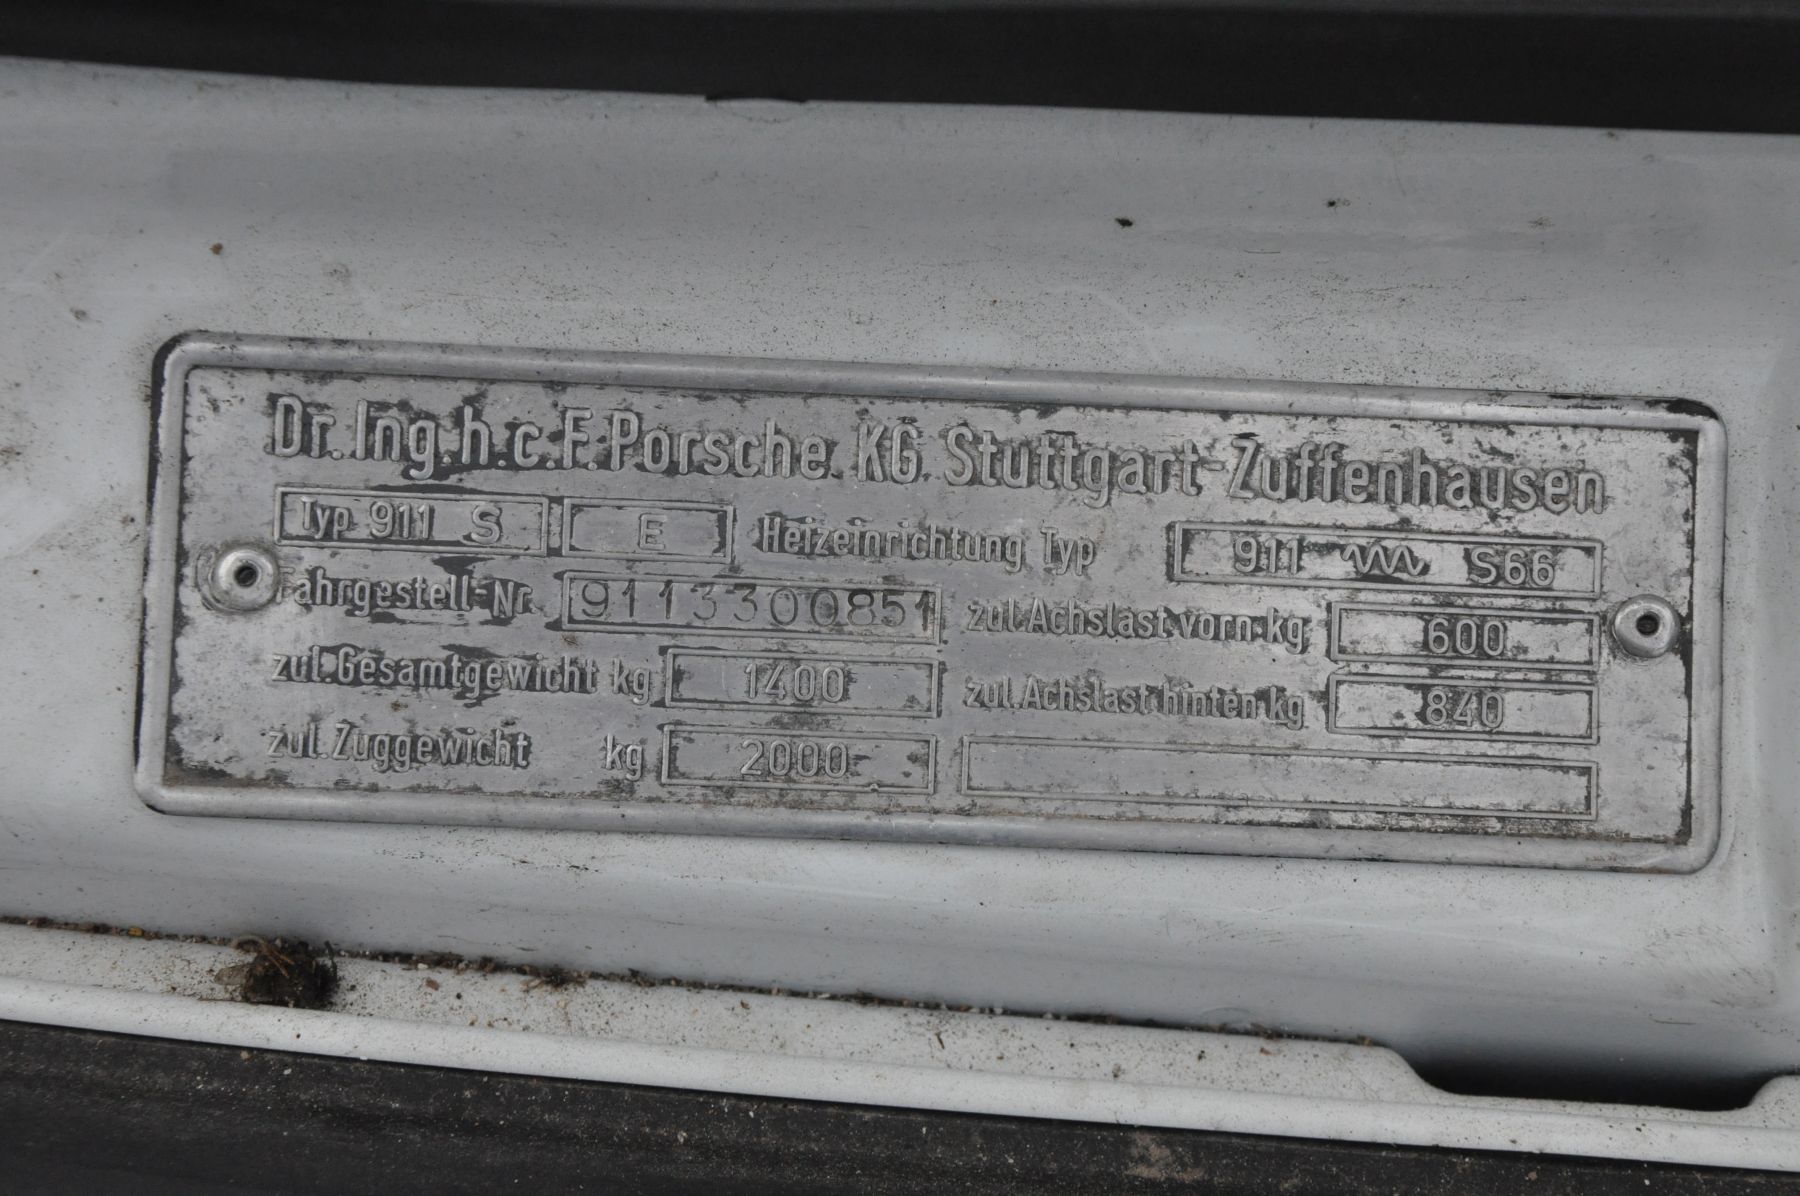 Dr. Ing. h. c. F. Porsche. KG. Stuttgart-Zuffenhausen
Typ 911 S E Heizeinrichtung Typ 911 S66
Fahrgestell-Nr. 9113300851 zul. Achslast vorn kg 600
zul. Gesamtgewicht kg 1400 zul. Achslast hinten kg 840
zul. Zuggewicht kg 2000